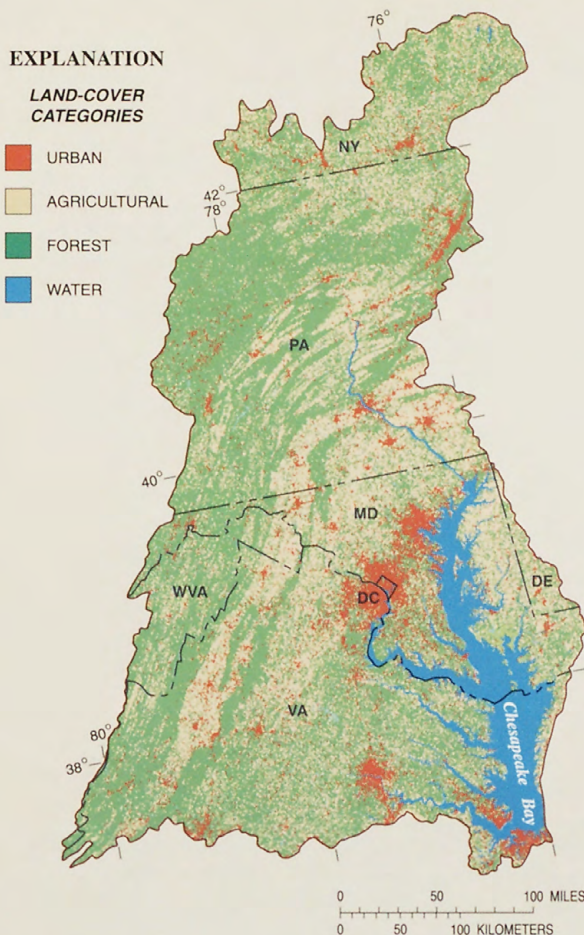 76°
EXPLANATION
LAND-COVER
CATEGORIES
URBAN
AGRICULTURAL
FOREST
WATER
NY
42°
78°
PA
40°
MD
WVA
DC
DE
VA
Chesapeake Bay
80°
38°
0 50 100 MILES
0 50 100 KILOMETERS